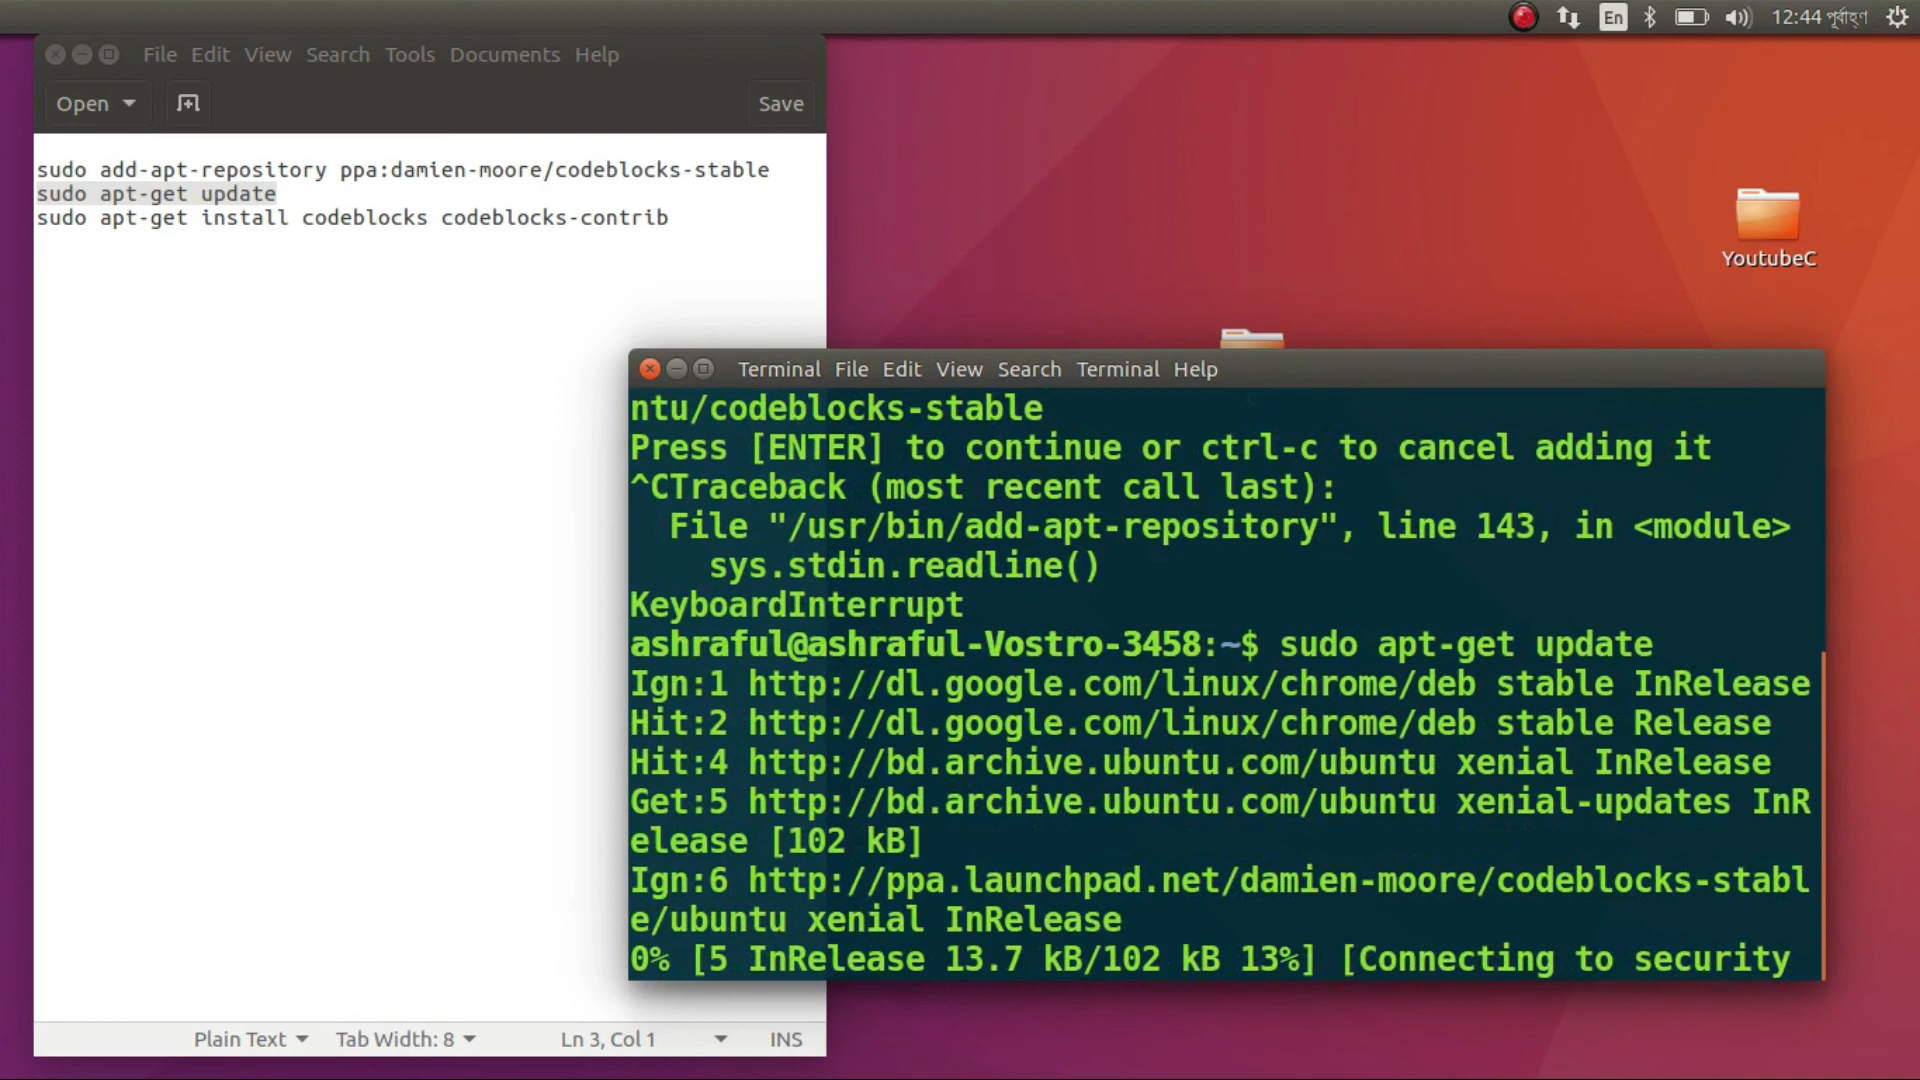 En 12:44 পূর্বাহ্ণ
File Edit View Search Tools Documents Help
Open Save
sudo add-apt-repository ppa:damien-moore/codeblocks-stable
sudo apt-get update
sudo apt-get install codeblocks codeblocks-contrib
YoutubeC
Terminal File Edit View Search Terminal Help
ntu/codeblocks-stable
Press [ENTER] to continue or ctrl-c to cancel adding it
^CTraceback (most recent call last):
  File "/usr/bin/add-apt-repository", line 143, in <module>
    sys.stdin.readline()
KeyboardInterrupt
ashraful@ashraful-Vostro-3458:~$ sudo apt-get update
Ign:1 http://dl.google.com/linux/chrome/deb stable InRelease
Hit:2 http://dl.google.com/linux/chrome/deb stable Release
Hit:4 http://bd.archive.ubuntu.com/ubuntu xenial InRelease
Get:5 http://bd.archive.ubuntu.com/ubuntu xenial-updates InR
elease [102 kB]
Ign:6 http://ppa.launchpad.net/damien-moore/codeblocks-stabl
e/ubuntu xenial InRelease
0% [5 InRelease 13.7 kB/102 kB 13%] [Connecting to security
Plain Text Tab Width: 8 Ln 3, Col 1 INS